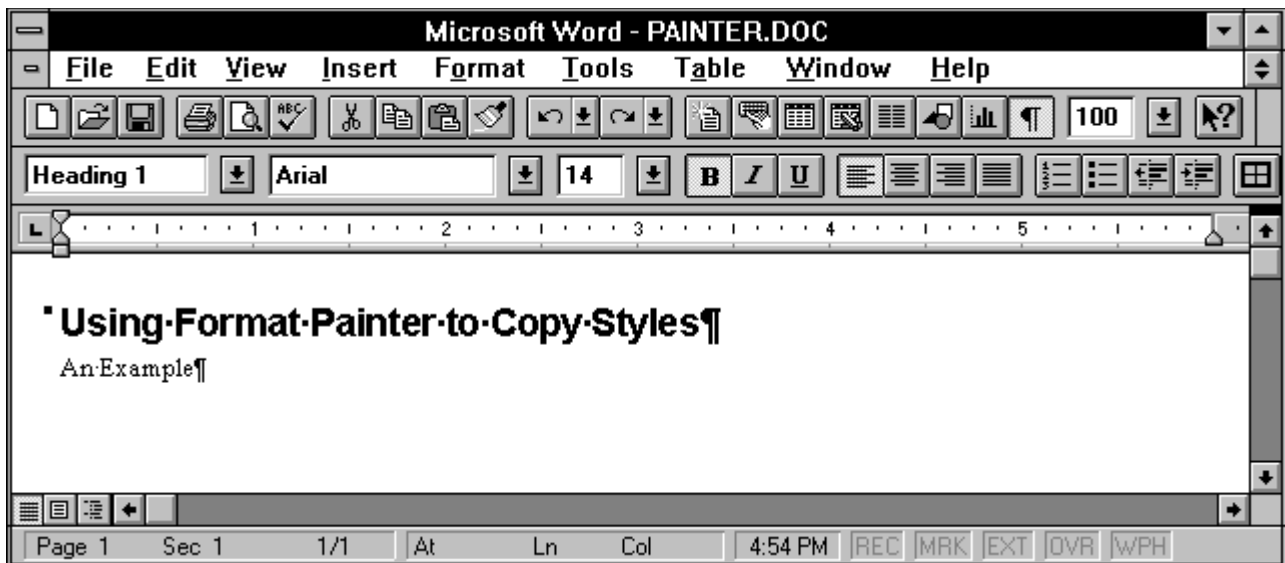 Microsoft Word - PAINTER.DOC
File Edit View Insert Format Tools Table Window Help
ABC 100 ?
Heading 1 Arial 14 B I U
1 2 3 4 5
Using·Format·Painter·to·Copy·Styles¶
An·Example¶
Page 1 Sec 1 1/1 At Ln Col 4:54 PM REC MRK EXT OVR WPH